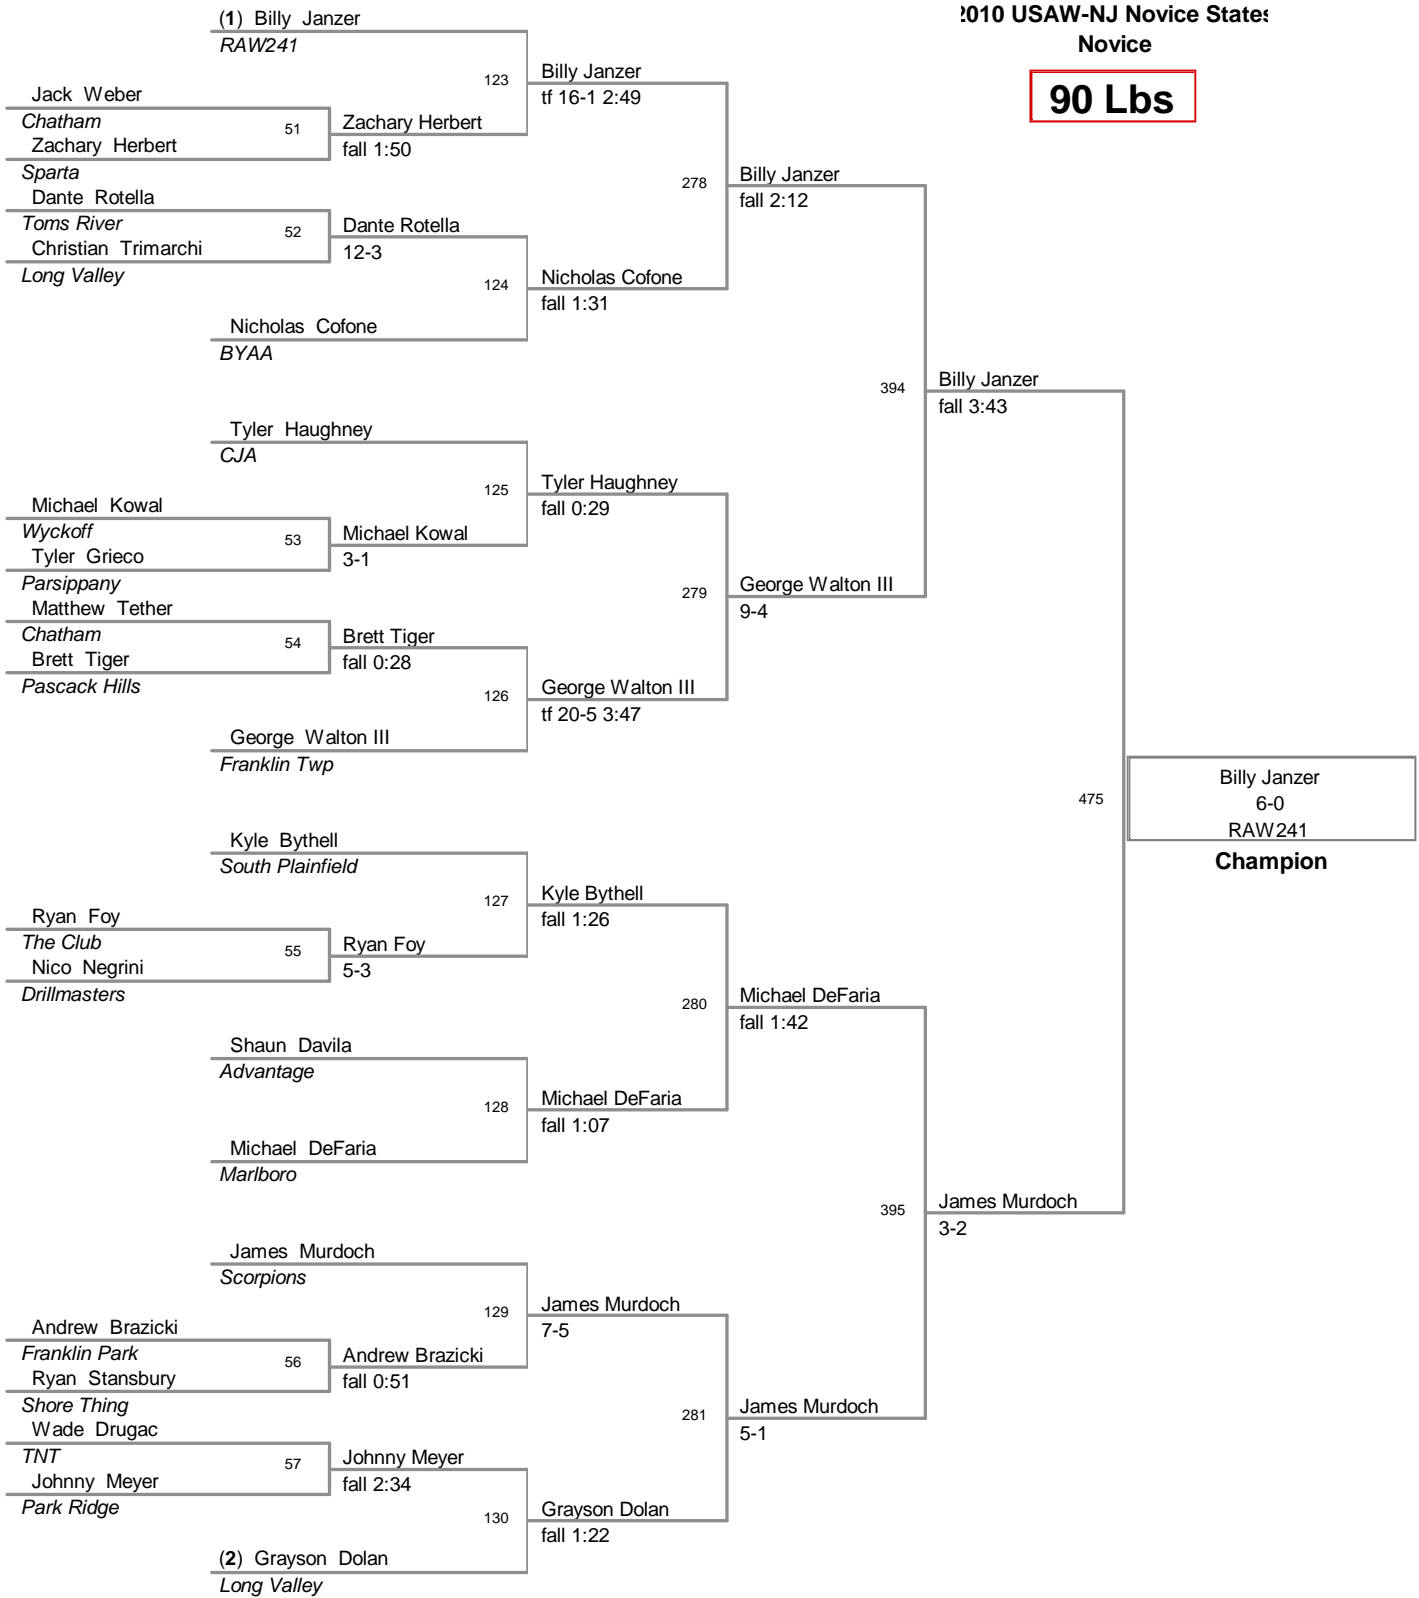 2010 USAW-NJ Novice States
Novice
90 Lbs
(1) Billy Janzer
RAW241
123
Billy Janzer
tf 16-1 2:49
Jack Weber
Chatham
51
Zachary Herbert
Zachary Herbert
fall 1:50
Sparta
278
Billy Janzer
fall 2:12
Dante Rotella
Toms River
52
Dante Rotella
Christian Trimarchi
12-3
Long Valley
124
Nicholas Cofone
fall 1:31
Nicholas Cofone
BYAA
394
Billy Janzer
fall 3:43
Tyler Haughney
CJA
125
Tyler Haughney
fall 0:29
Michael Kowal
Wyckoff
53
Michael Kowal
Tyler Grieco
3-1
Parsippany
279
George Walton III
9-4
Matthew Tether
Chatham
54
Brett Tiger
Brett Tiger
fall 0:28
Pascack Hills
126
George Walton III
tf 20-5 3:47
George Walton III
Franklin Twp
475
Billy Janzer
6-0
RAW241
Champion
Kyle Bythell
South Plainfield
127
Kyle Bythell
fall 1:26
Ryan Foy
The Club
55
Ryan Foy
Nico Negrini
5-3
Drillmasters
280
Michael DeFaria
fall 1:42
Shaun Davila
Advantage
128
Michael DeFaria
fall 1:07
Michael DeFaria
Marlboro
395
James Murdoch
3-2
James Murdoch
Scorpions
129
James Murdoch
7-5
Andrew Brazicki
Franklin Park
56
Andrew Brazicki
Ryan Stansbury
fall 0:51
Shore Thing
281
James Murdoch
5-1
Wade Drugac
TNT
57
Johnny Meyer
Johnny Meyer
fall 2:34
Park Ridge
130
Grayson Dolan
fall 1:22
(2) Grayson Dolan
Long Valley